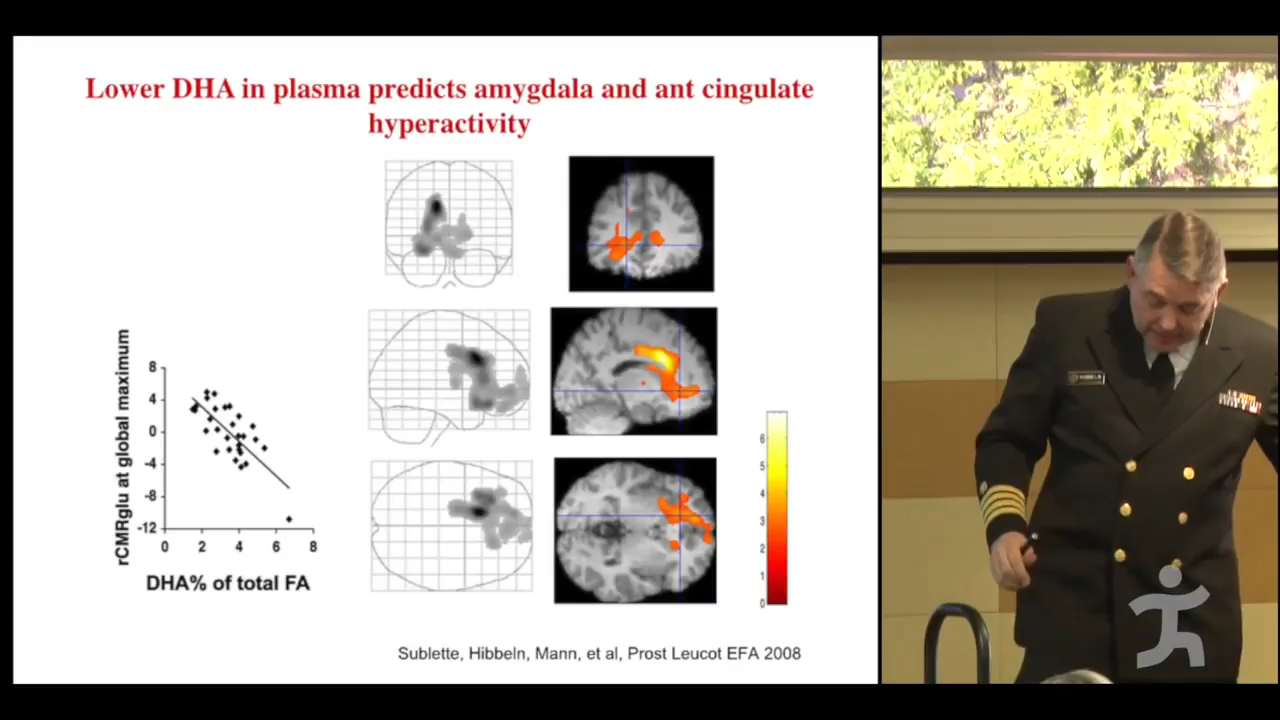 Lower DHA in plasma predicts amygdala and ant cingulate
hyperactivity
rCMRglu at global maximum
8
4
0
-4
-8
-12
0 2 4 6 8
DHA% of total FA
6
5
4
3
2
1
0
Sublette, Hibbeln, Mann, et al, Prost Leucot EFA 2008